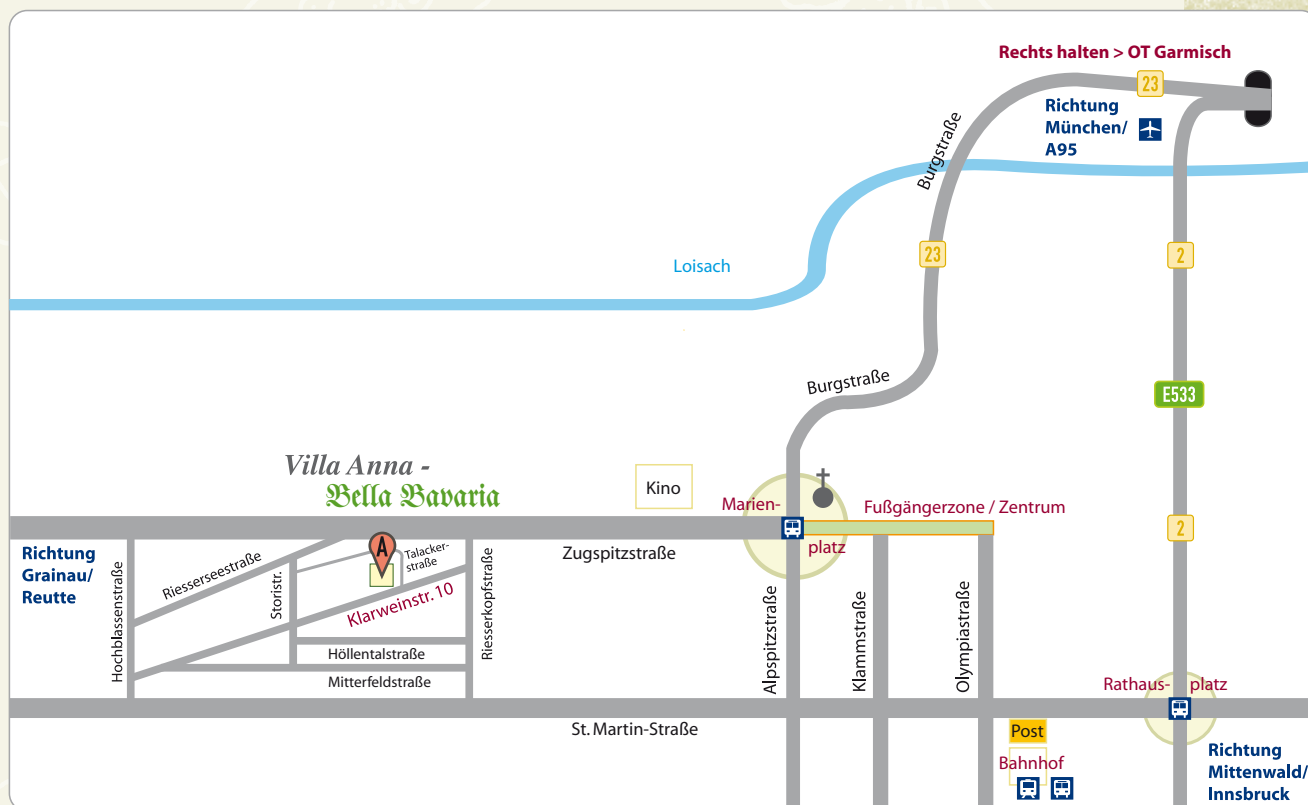 Rechts halten > OT Garmisch
23
Richtung
München/
A95
Burgstraße
Loisach
23
2
Burgstraße
E533
Villa Anna -
Bella Bavaria
Kino
Marien-
platz
Fußgängerzone / Zentrum
2
Zugspitzstraße
Richtung
Grainau/
Reutte
Hochblassenstraße
Riesserseestraße
Storistr.
A
Talacker-
straße
Klarweinstr. 10
Riesserkopfstraße
Höllentalstraße
Mitterfeldstraße
Alpspitzstraße
Klammstraße
Olympiastraße
Rathaus- platz
St. Martin-Straße
Post
Bahnhof
Richtung
Mittenwald/
Innsbruck